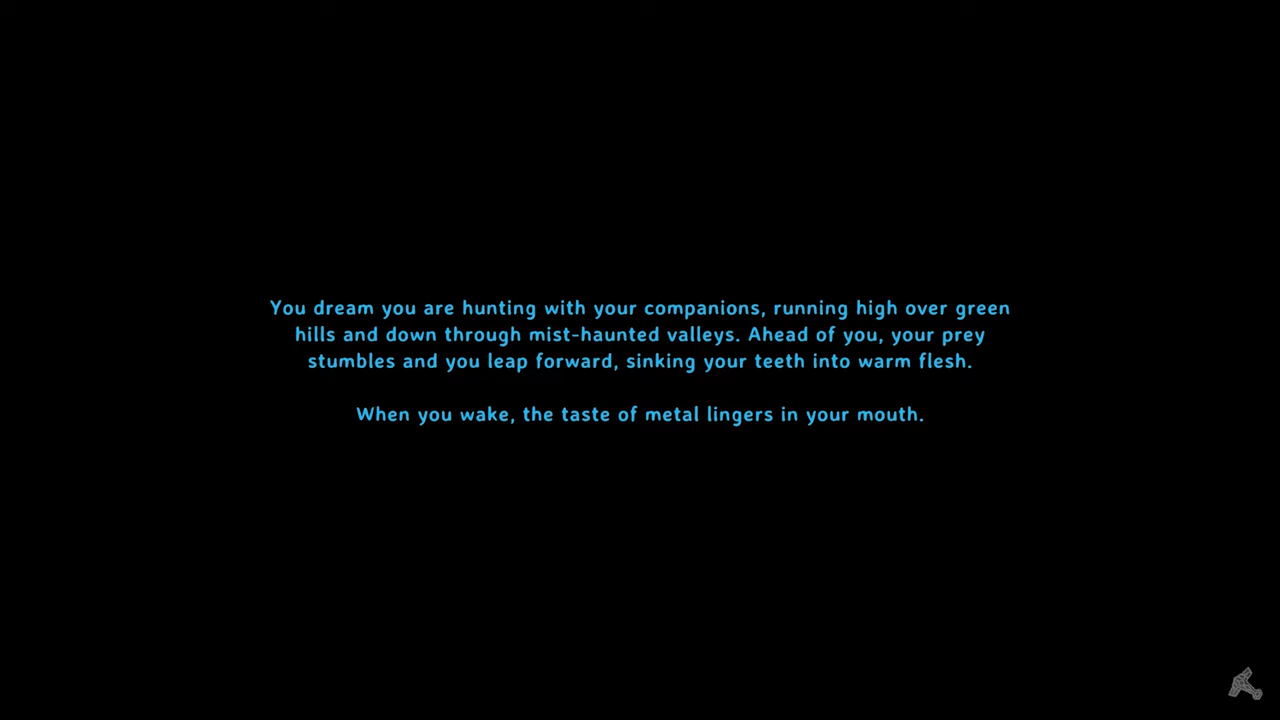 You dream you are hunting with your companions, running high over green
hills and down through mist-haunted valleys. Ahead of you, your prey
stumbles and you leap forward, sinking your teeth into warm flesh.
When you wake, the taste of metal lingers in your mouth.